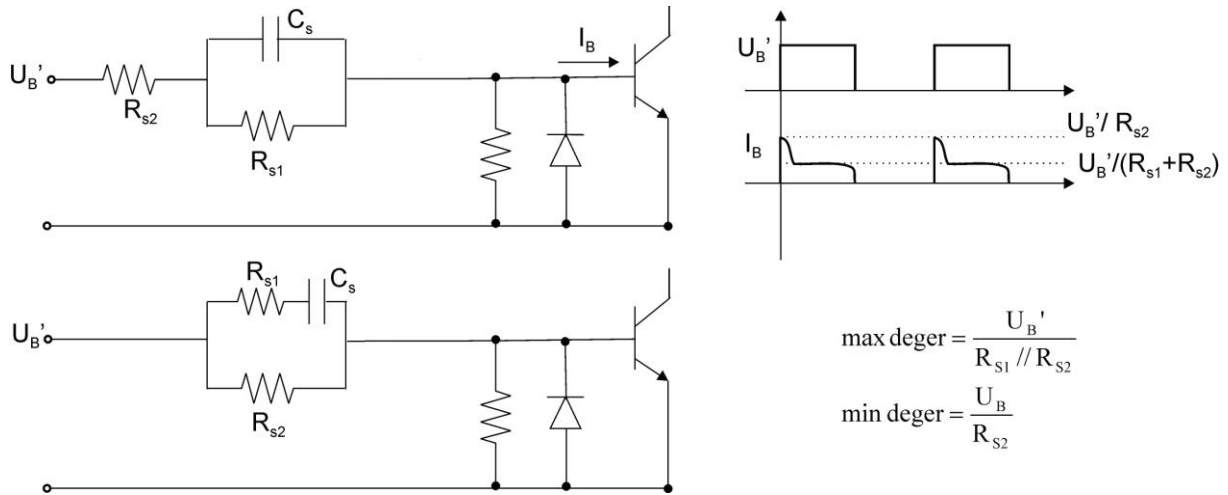 C_s
I_B
U_B'
R_s2
R_s1
U_B'
U_B'/ R_s2
I_B
U_B'/(R_s1+R_s2)
R_s1
C_s
U_B'
R_s2
max deger = U_B' / (R_S1 // R_S2)
min deger = U_B / R_S2